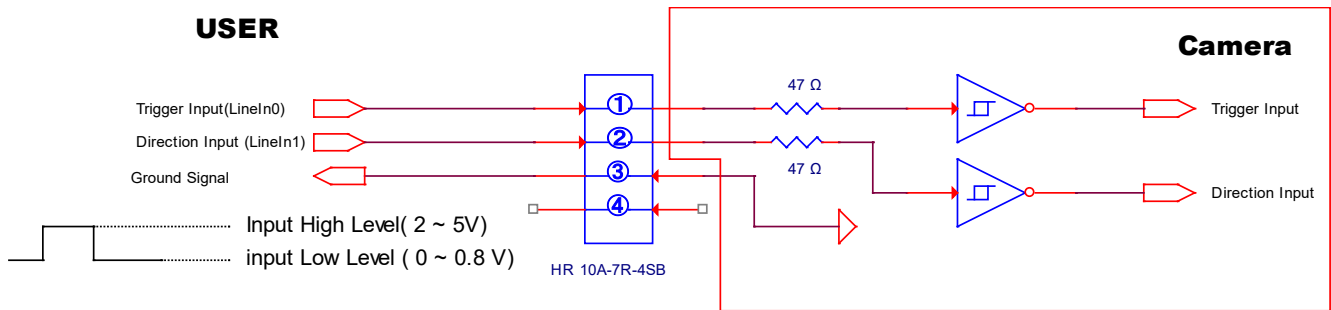 USER
Camera
47 Ω
Trigger Input(LineIn0)
①
Trigger Input
Direction Input (LineIn1)
②
47 Ω
Ground Signal
③
Direction Input
④
Input High Level( 2 ~ 5V)
input Low Level ( 0 ~ 0.8 V)
HR 10A-7R-4SB